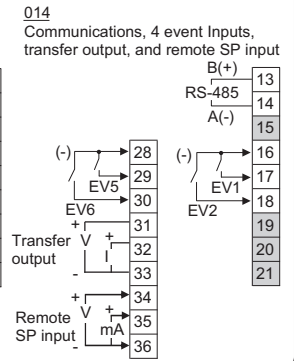 014
Communications, 4 event Inputs,
transfer output, and remote SP input
B(+)
RS-485
A(-)
13
14
15
(-)
EV1
EV2
16
17
18
19
20
21
(-)
EV5
EV6
28
29
30
Transfer
output
+ V
+ I
-
31
32
33
Remote
SP input
+ V
+ mA
-
34
35
36